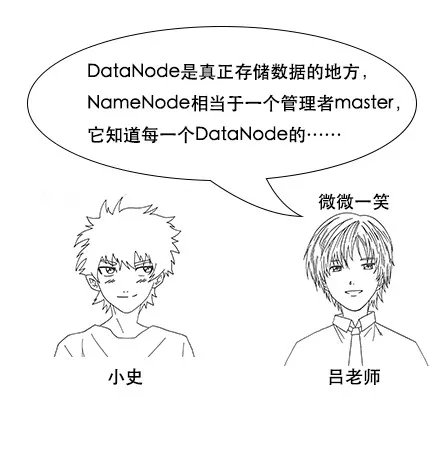 DataNode是真正存储数据的地方，
NameNode相当于一个管理者master，
它知道每一个DataNode的……
微微一笑
小史
吕老师